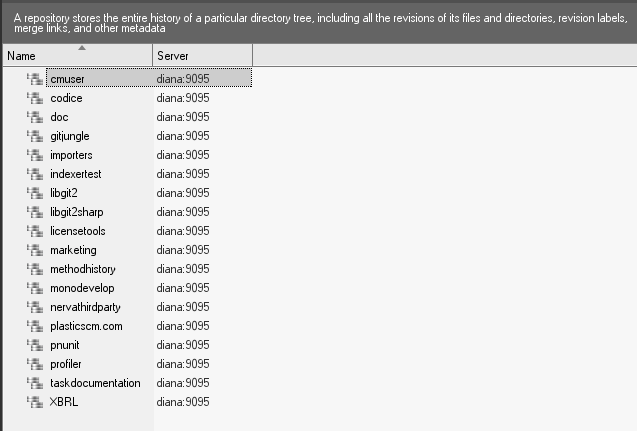 A repository stores the entire history of a particular directory tree, including all the revisions of its files and directories, revision labels,
merge links, and other metadata
Name Server
cmuser diana:9095
codice diana:9095
doc diana:9095
gitjungle diana:9095
importers diana:9095
indexertest diana:9095
libgit2 diana:9095
libgit2sharp diana:9095
licensetools diana:9095
marketing diana:9095
methodhistory diana:9095
monodevelop diana:9095
nervathirdparty diana:9095
plasticscm.com diana:9095
pnunit diana:9095
profiler diana:9095
taskdocumentation diana:9095
XBRL diana:9095